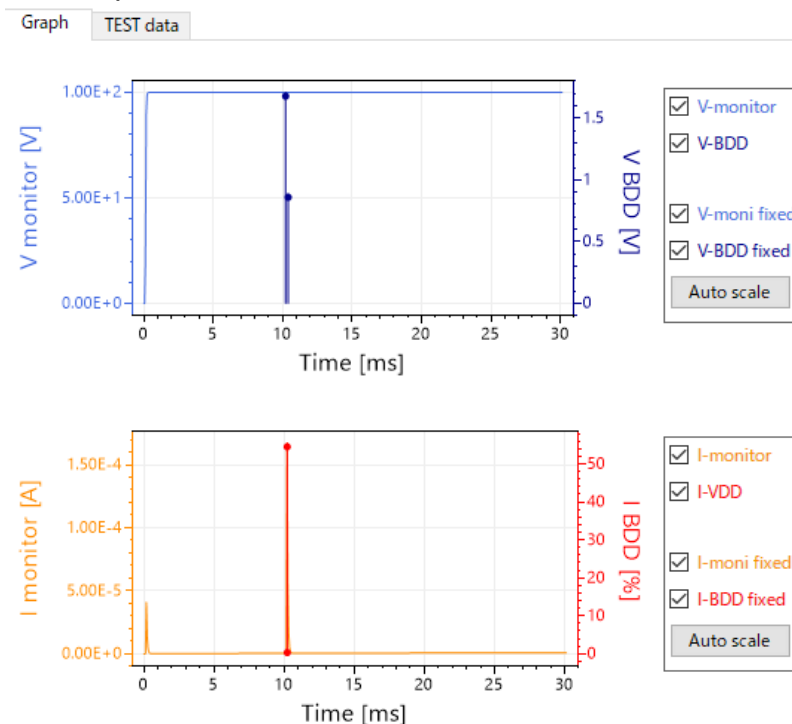 Graph
TEST data
1.00E+2
5.00E+1
0.00E+0
V monitor [V]
1.5
1
0.5
0
V BDD [V]
0 5 10 15 20 25 30
Time [ms]
V-monitor
V-BDD
V-moni fixed
V-BDD fixed
Auto scale
1.50E-4
1.00E-4
5.00E-5
0.00E+0
I monitor [A]
50
40
30
20
10
0
I BDD [%]
0 5 10 15 20 25 30
Time [ms]
I-monitor
I-VDD
I-moni fixed
I-BDD fixed
Auto scale